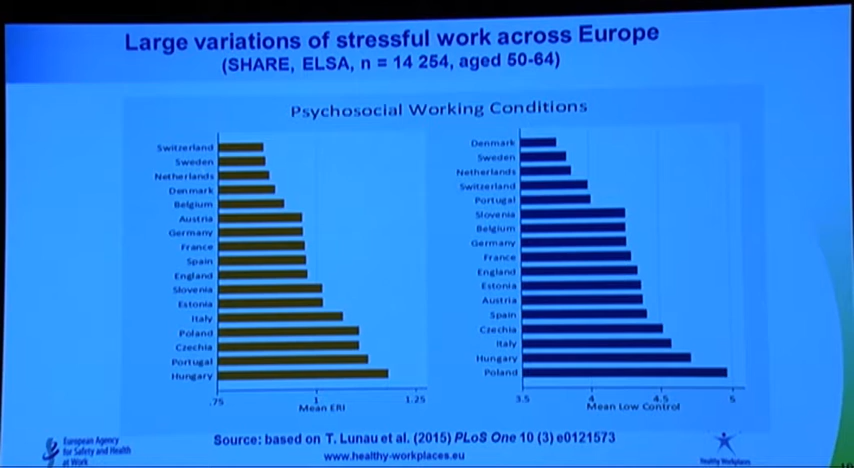 Large variations of stressful work across Europe
(SHARE, ELSA, n = 14 254, aged 50-64)
Psychosocial Working Conditions
Switzerland
Sweden
Netherlands
Denmark
Belgium
Austria
Germany
France
Spain
England
Slovenia
Estonia
Italy
Poland
Czechia
Portugal
Hungary
.75 1 1.25
Mean ERI
Denmark
Sweden
Netherlands
Switzerland
Portugal
Slovenia
Belgium
Germany
France
England
Estonia
Austria
Spain
Czechia
Italy
Hungary
Poland
3.5 4 4.5 5
Mean Low Control
Source: based on T. Lunau et al. (2015) PLoS One 10 (3) e0121573
www.healthy-workplaces.eu
European Agency
for Safety and Health
at Work
Healthy Workplaces